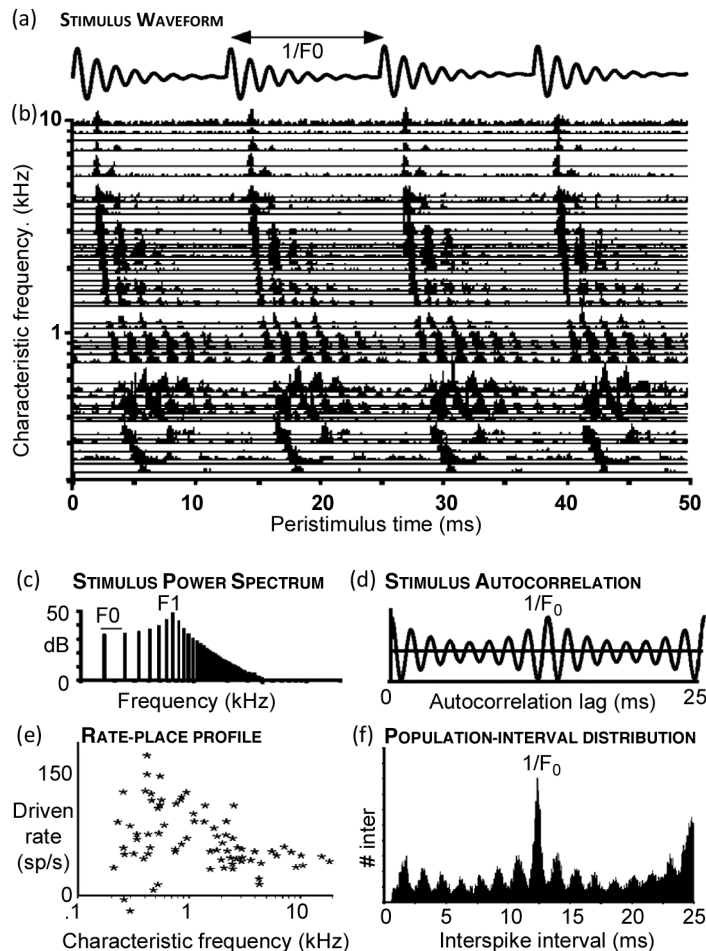 (a) STIMULUS WAVEFORM
1/F0
(b)
10
1
Characteristic frequency. (kHz)
0 10 20 30 40 50
Peristimulus time (ms)
(c) STIMULUS POWER SPECTRUM
F0 F1
50
dB
0
Frequency (kHz)
(d) STIMULUS AUTOCORRELATION
1/F0
0 25
Autocorrelation lag (ms)
(e) RATE-PLACE PROFILE
150
Driven
rate
(sp/s)
0
.1 1 10
Characteristic frequency (kHz)
(f) POPULATION-INTERVAL DISTRIBUTION
1/F0
# inter
0 5 10 15 20 25
Interspike interval (ms)